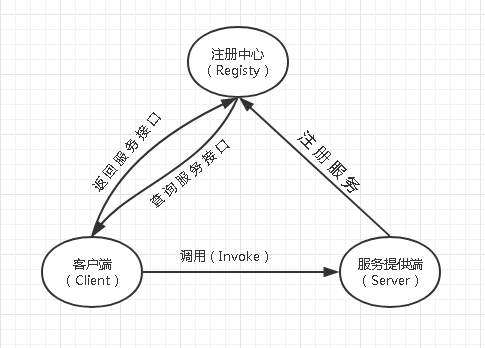 注册中心
（Registy）
返回服务接口
查询服务接口
注册服务
客户端
（Client）
调用（Invoke）
服务提供端
（Server）